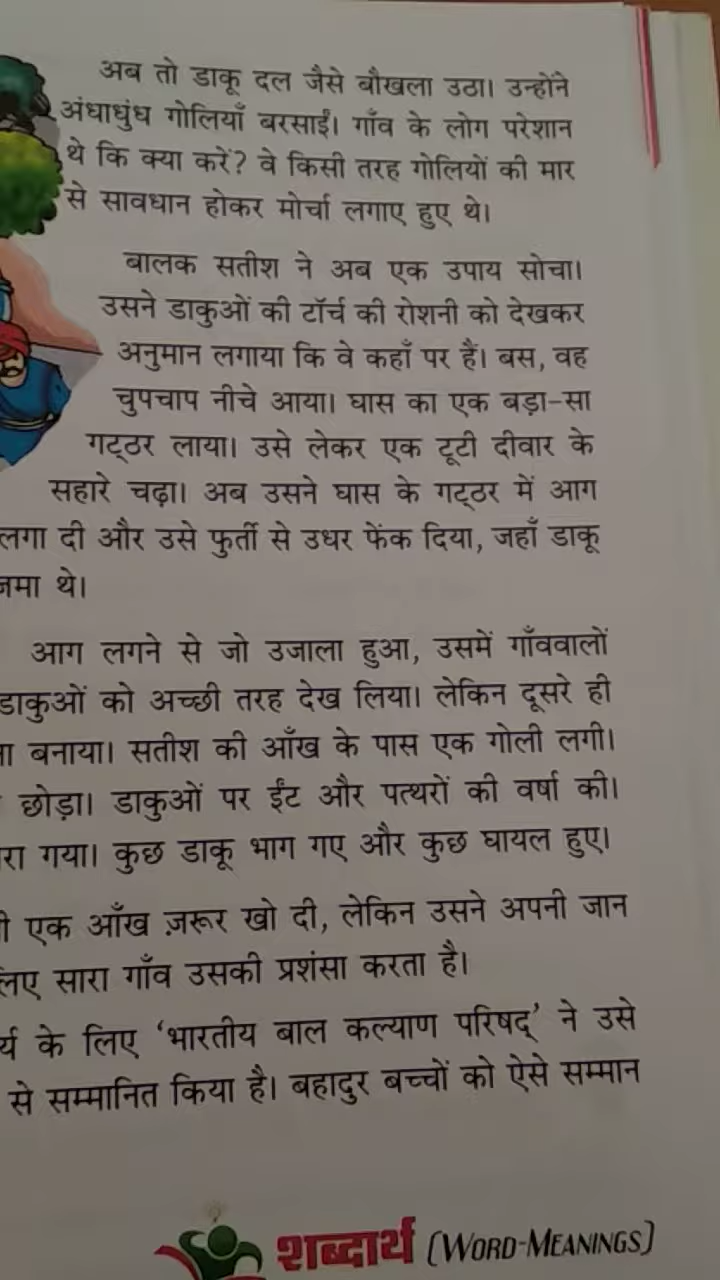 अब तो डाकू दल जैसे बौखला उठा। उन्होंने
अंधाधुंध गोलियाँ बरसाईं। गाँव के लोग परेशान
थे कि क्या करें? वे किसी तरह गोलियों की मार
से सावधान होकर मोर्चा लगाए हुए थे।
बालक सतीश ने अब एक उपाय सोचा।
उसने डाकुओं की टॉर्च की रोशनी को देखकर
अनुमान लगाया कि वे कहाँ पर हैं। बस, वह
चुपचाप नीचे आया। घास का एक बड़ा-सा
गट्ठर लाया। उसे लेकर एक टूटी दीवार के
सहारे चढ़ा। अब उसने घास के गट्ठर में आग
लगा दी और उसे फुर्ती से उधर फेंक दिया, जहाँ डाकू
जमा थे।
आग लगने से जो उजाला हुआ, उसमें गाँववालों
डाकुओं को अच्छी तरह देख लिया। लेकिन दूसरे ही
बनाया। सतीश की आँख के पास एक गोली लगी।
छोड़ा। डाकुओं पर ईंट और पत्थरों की वर्षा की।
गया। कुछ डाकू भाग गए और कुछ घायल हुए।
एक आँख ज़रूर खो दी, लेकिन उसने अपनी जान
सारा गाँव उसकी प्रशंसा करता है।
के लिए ‘भारतीय बाल कल्याण परिषद्’ ने उसे
से सम्मानित किया है। बहादुर बच्चों को ऐसे सम्मान
शब्दार्थ (WORD-MEANINGS)